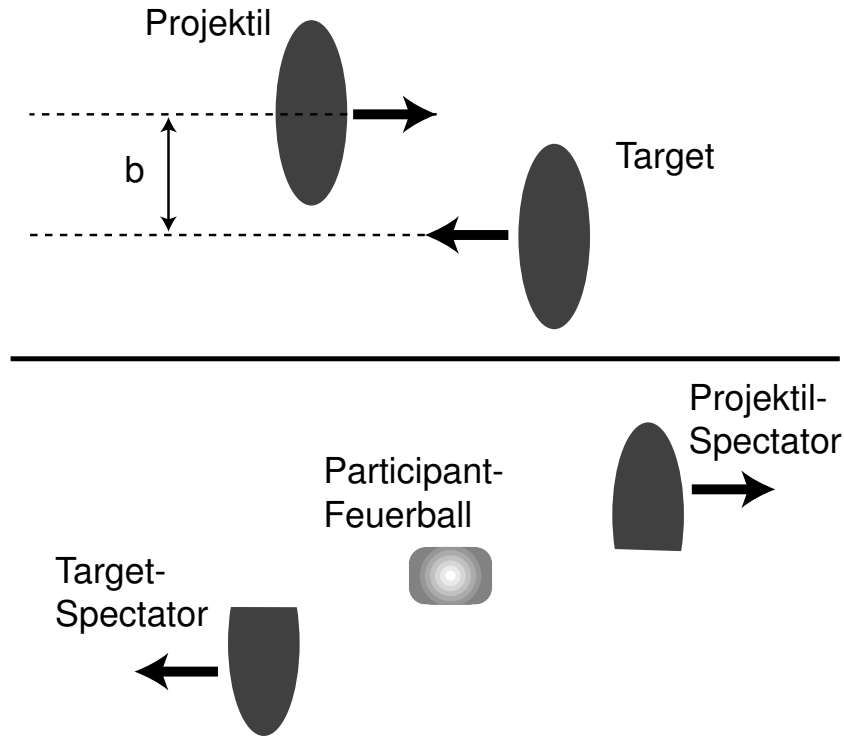 Projektil
b
Target
Projektil-
Spectator
Participant-
Feuerball
Target-
Spectator